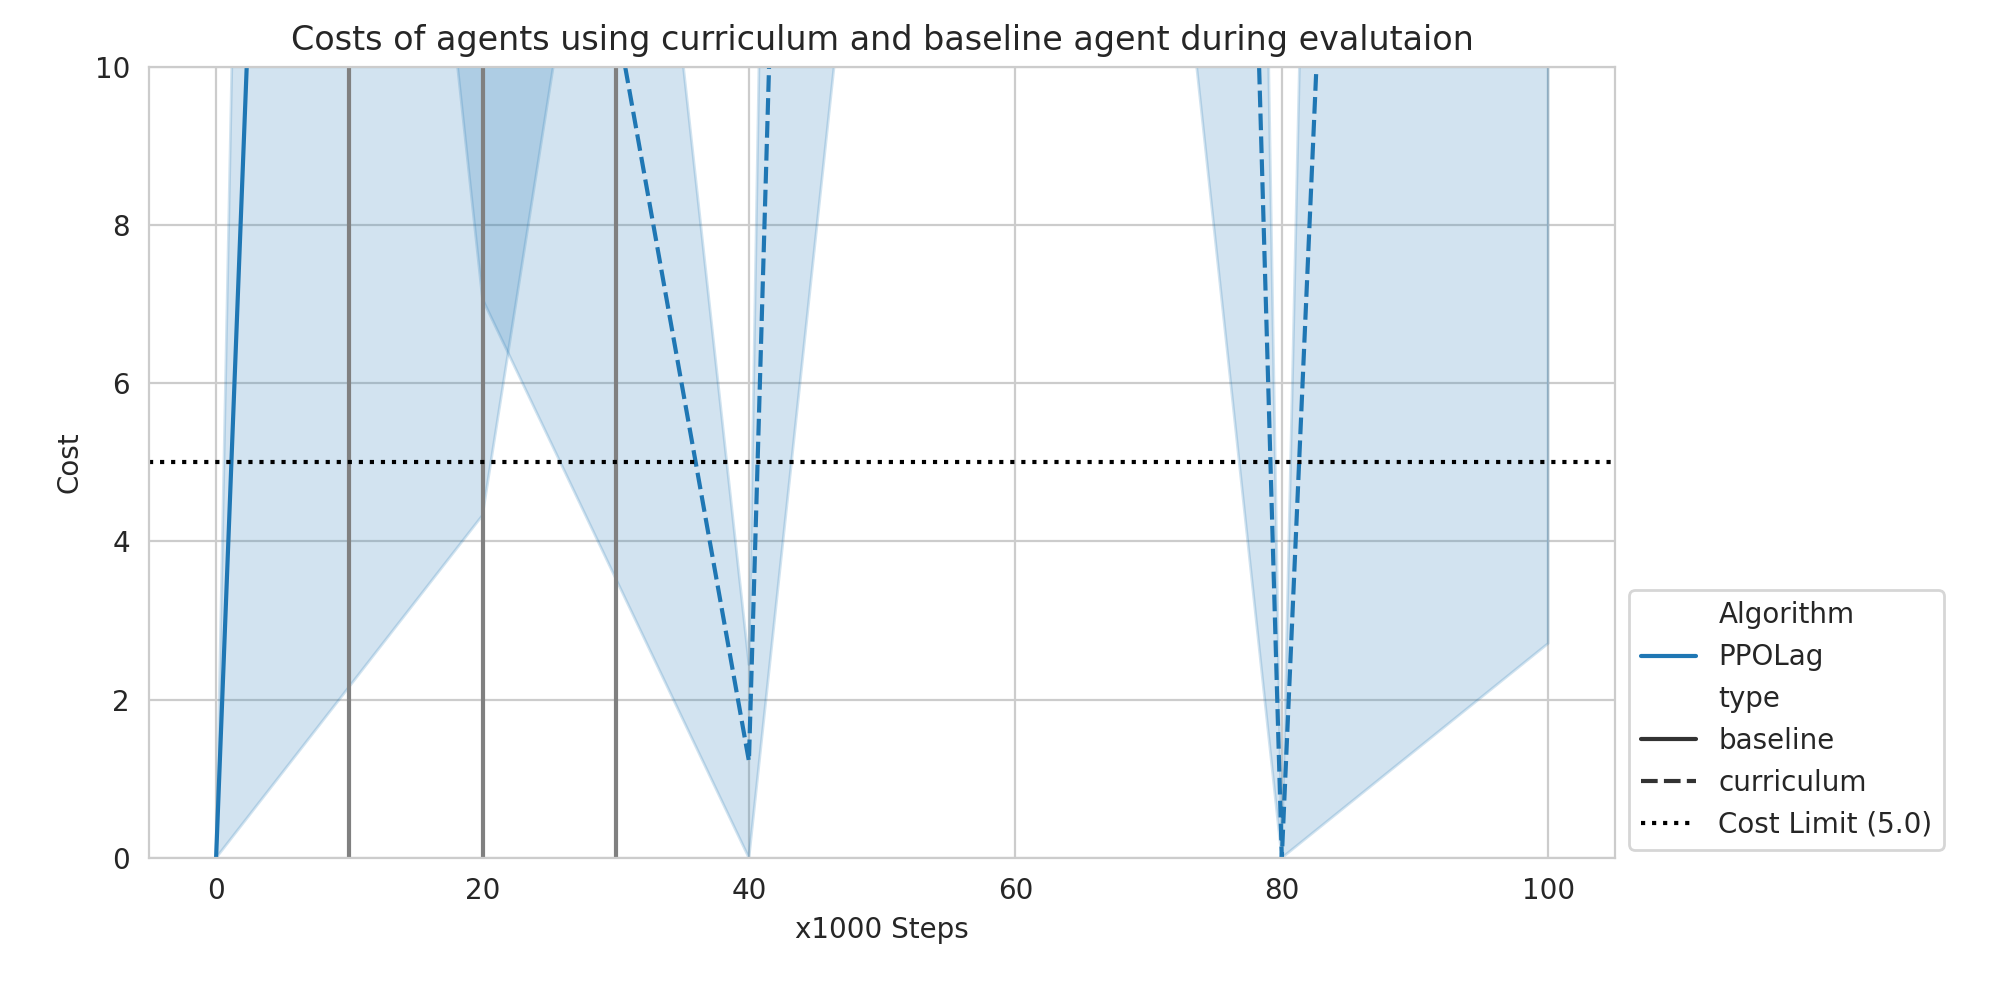 Costs of agents using curriculum and baseline agent during evalutaion
10
8
6
4
2
0
Cost
0 20 40 60 80 100
x1000 Steps
Algorithm
PPOLag
type
baseline
curriculum
Cost Limit (5.0)